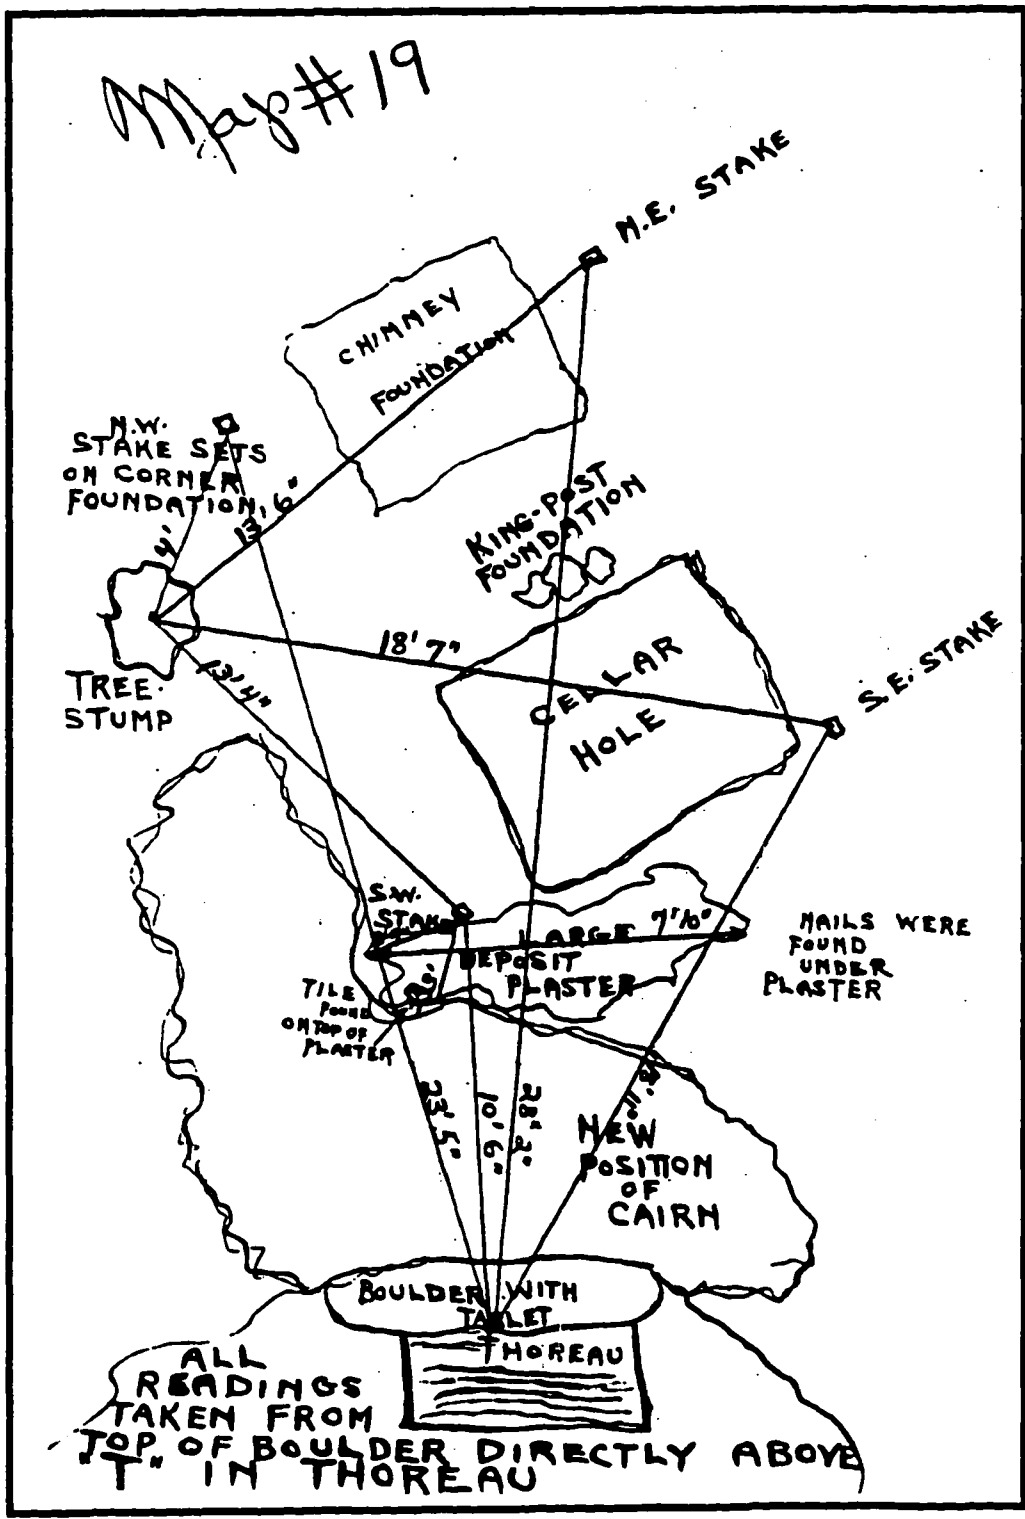 Map #19
N.E. STAKE
CHIMNEY
FOUNDATION
N.W.
STAKE SETS
ON CORNER
FOUNDATION,
13' 6"
4'
KING-POST
FOUNDATION
18' 7"
13' 4"
TREE-
STUMP
CELLAR
HOLE
S.E. STAKE
S.W.
STAKE
7' 10"
LARGE
DEPOSIT
PLASTER
NAILS WERE
FOUND
UNDER
PLASTER
TILE
FOUND
ON TOP OF
PLASTER
23' 5"
10' 6"
28" 2"
NEW
POSITION
OF
CAIRN
BOULDER WITH
TABLET
THOREAU
ALL
READINGS
TAKEN FROM
TOP OF BOULDER DIRECTLY ABOVE
"T" IN THOREAU